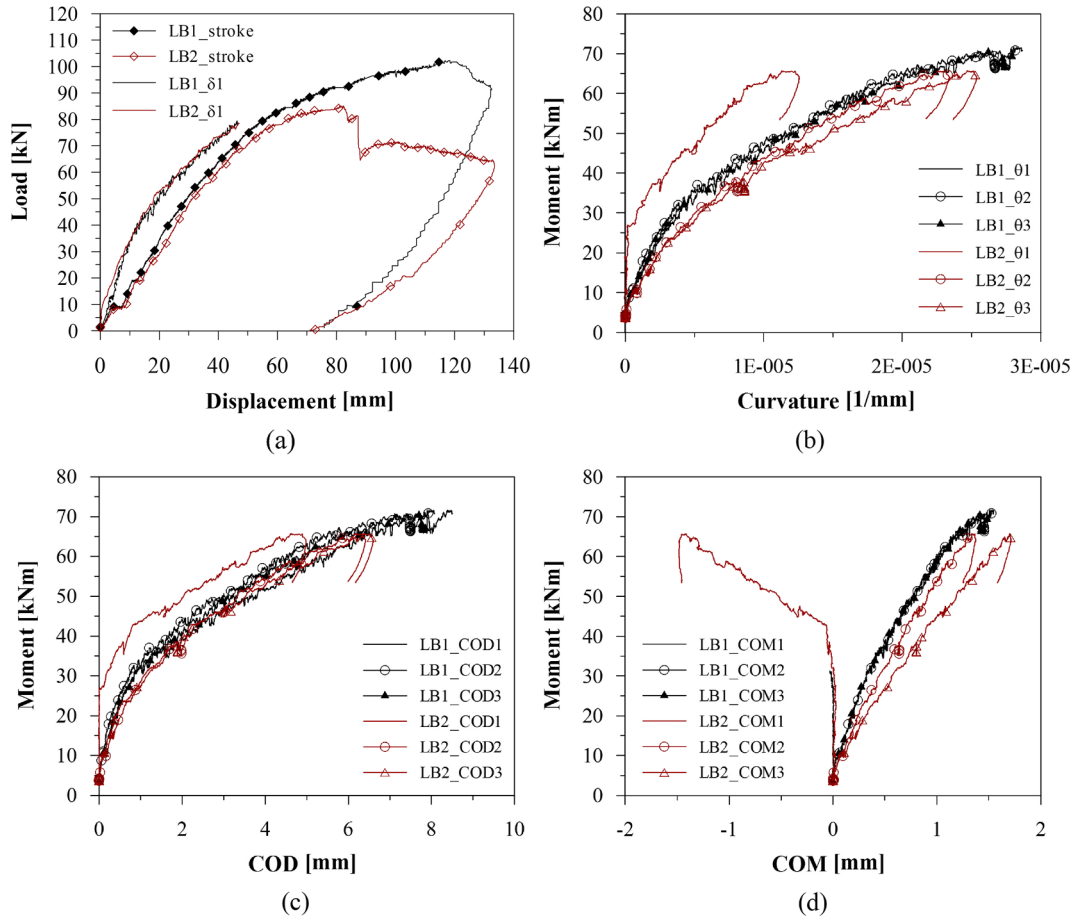 120
110
100
90
80
70
60
50
40
30
20
10
0
Load [kN]
LB1_stroke
LB2_stroke
LB1_δ1
LB2_δ1
0 20 40 60 80 100 120 140
Displacement [mm]
(a)
80
70
60
50
40
30
20
10
0
Moment [kNm]
LB1_θ1
LB1_θ2
LB1_θ3
LB2_θ1
LB2_θ2
LB2_θ3
0 1E-005 2E-005 3E-005
Curvature [1/mm]
(b)
80
70
60
50
40
30
20
10
0
Moment [kNm]
LB1_COD1
LB1_COD2
LB1_COD3
LB2_COD1
LB2_COD2
LB2_COD3
0 2 4 6 8 10
COD [mm]
(c)
80
70
60
50
40
30
20
10
0
Moment [kNm]
LB1_COM1
LB1_COM2
LB1_COM3
LB2_COM1
LB2_COM2
LB2_COM3
-2 -1 0 1 2
COM [mm]
(d)